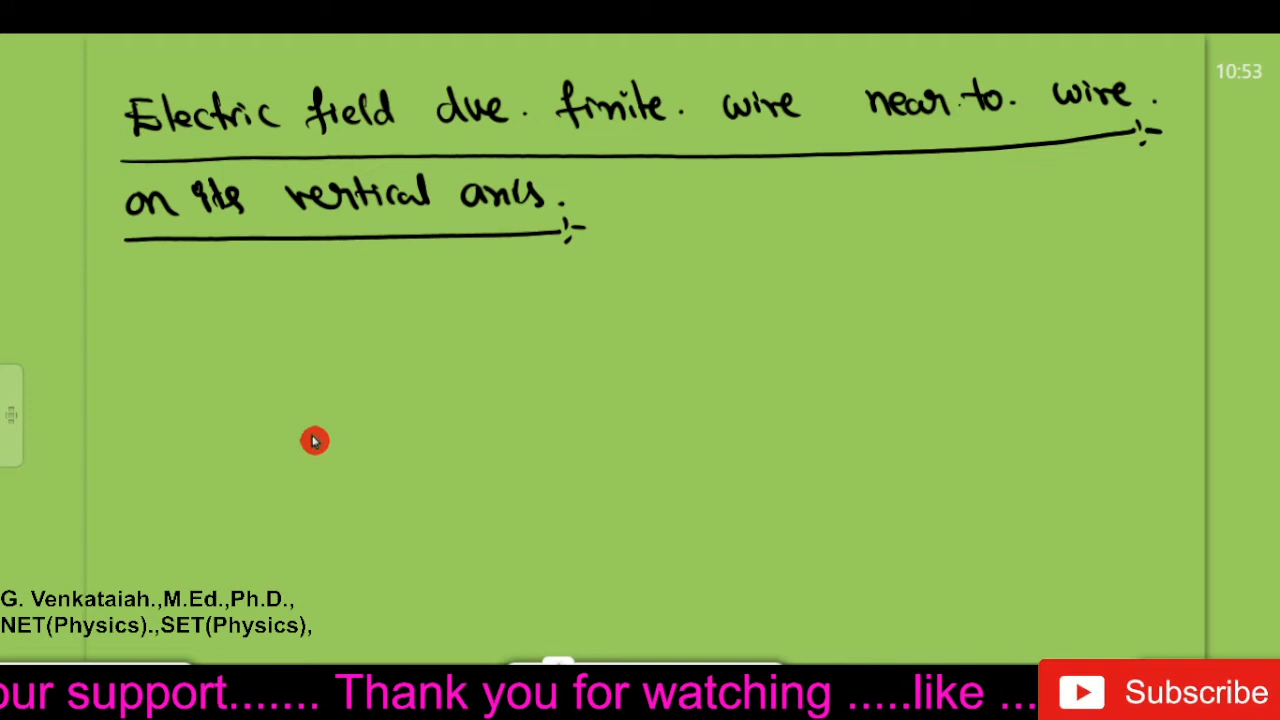 10:53
Electric field due. finite. wire near.to. wire.
on its vertical axis.
G. Venkataiah.,M.Ed.,Ph.D.,
NET(Physics).,SET(Physics),
our support....... Thank you for watching .....like ...
Subscribe